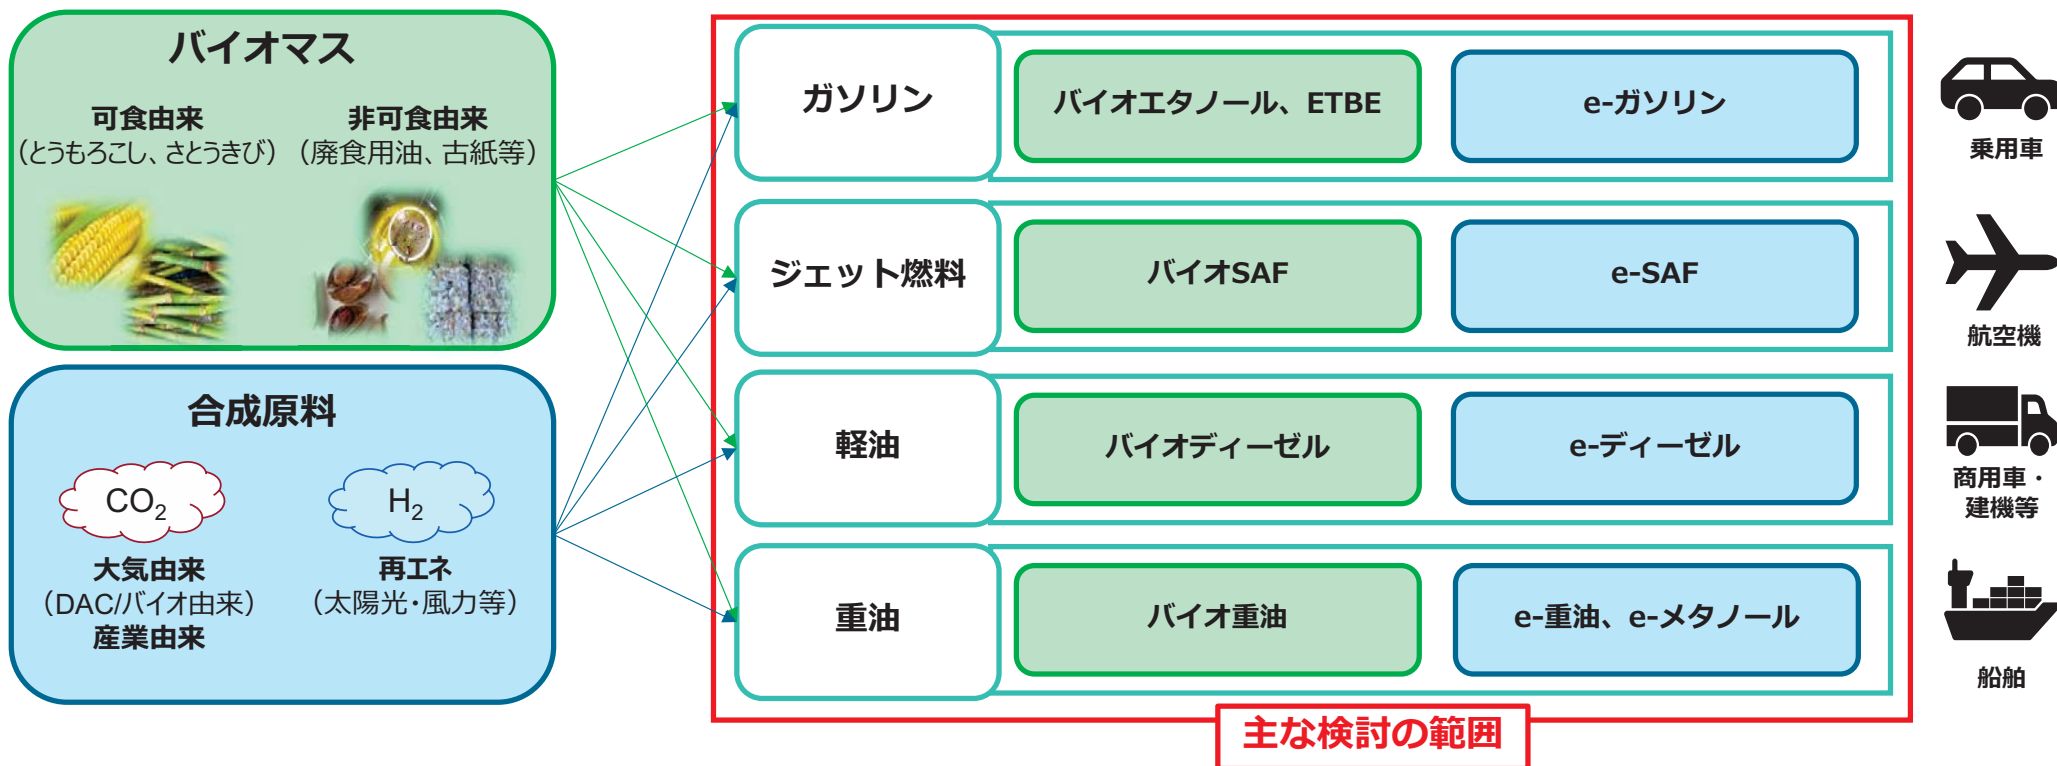 バイオマス
可食由来
（とうもろこし、さとうきび）
非可食由来
（廃食用油、古紙等）
合成原料
CO₂
大気由来
（DAC/バイオ由来）
産業由来
H₂
再エネ
（太陽光・風力等）
ガソリン
バイオエタノール、ETBE
e-ガソリン
乗用車
ジェット燃料
バイオSAF
e-SAF
航空機
軽油
バイオディーゼル
e-ディーゼル
商用車・
建機等
重油
バイオ重油
e-重油、e-メタノール
船舶
主な検討の範囲